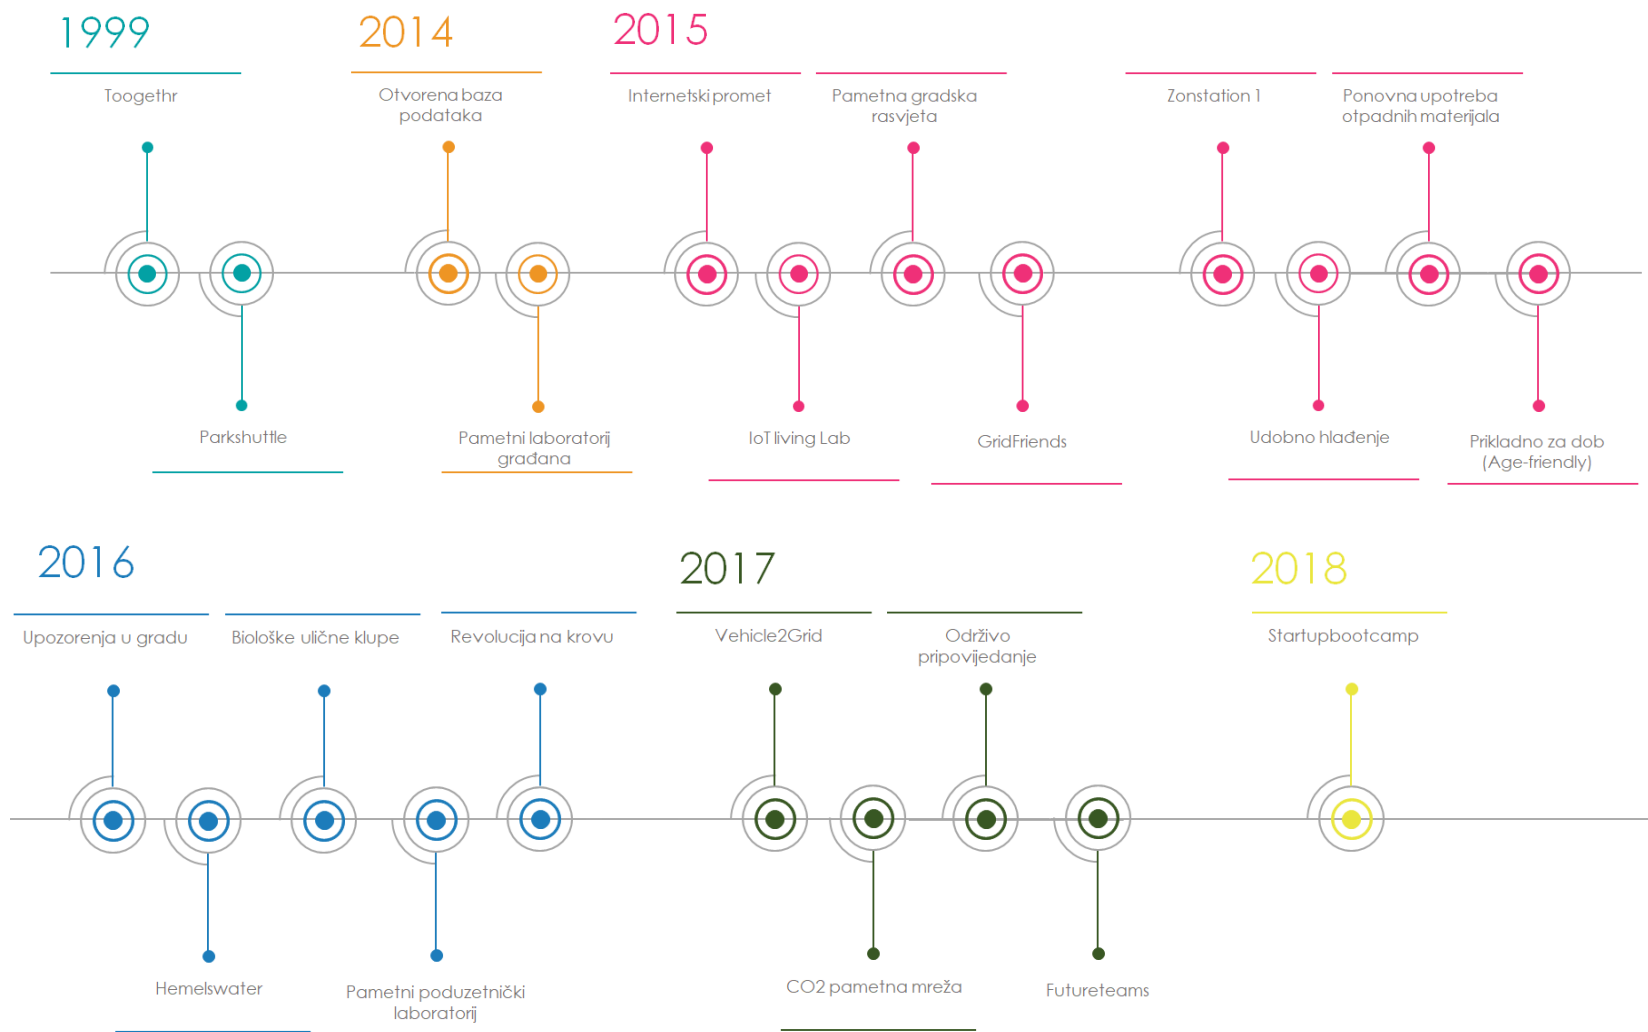 1999
2014
2015
Toogethr
Otvorena baza
podataka
Internetski promet
Pametna gradska
rasvjeta
Zonstation 1
Ponovna upotreba
otpadnih materijala
Parkshuttle
Pametni laboratorij
građana
IoT living Lab
GridFriends
Udobno hlađenje
Prikladno za dob
(Age-friendly)
2016
2017
2018
Upozorenja u gradu
Biološke ulične klupe
Revolucija na krovu
Vehicle2Grid
Održivo
pripovijedanje
Startupbootcamp
Hemelswater
Pametni poduzetnički
laboratorij
CO2 pametna mreža
Futureteams